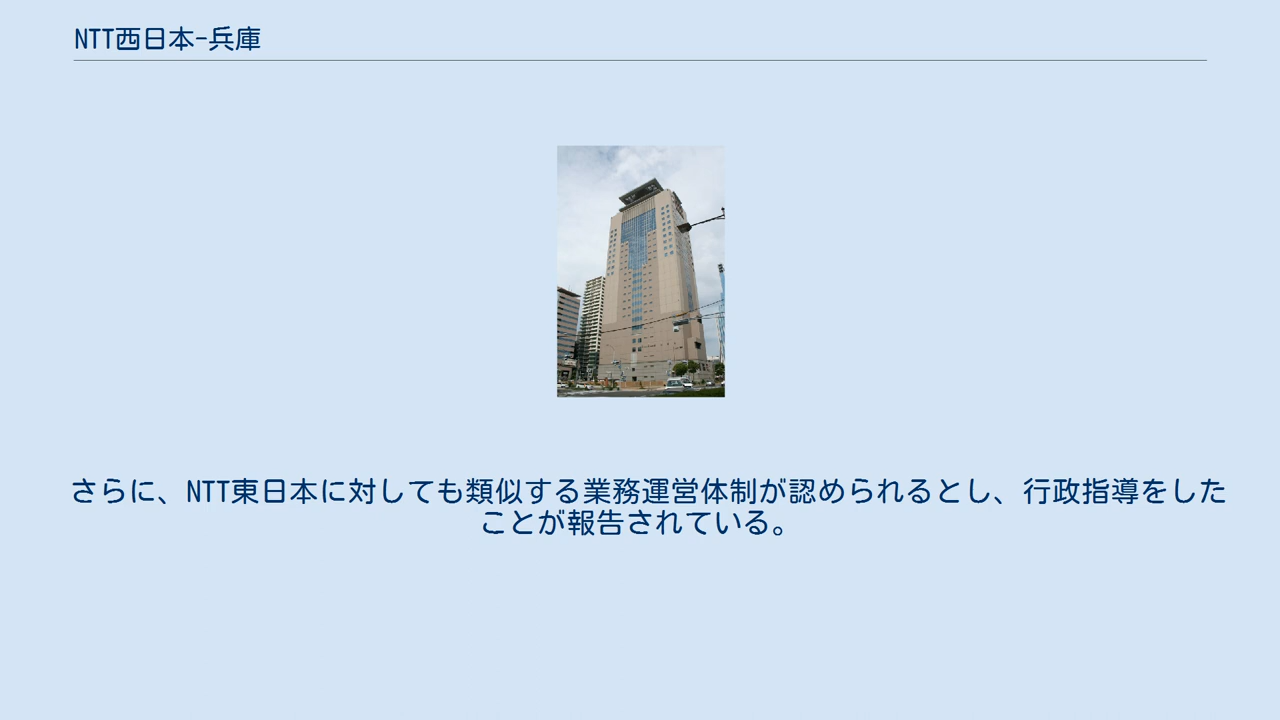 NTT西日本-兵庫
さらに、NTT東日本に対しても類似する業務運営体制が認められるとし、行政指導をした
ことが報告されている。